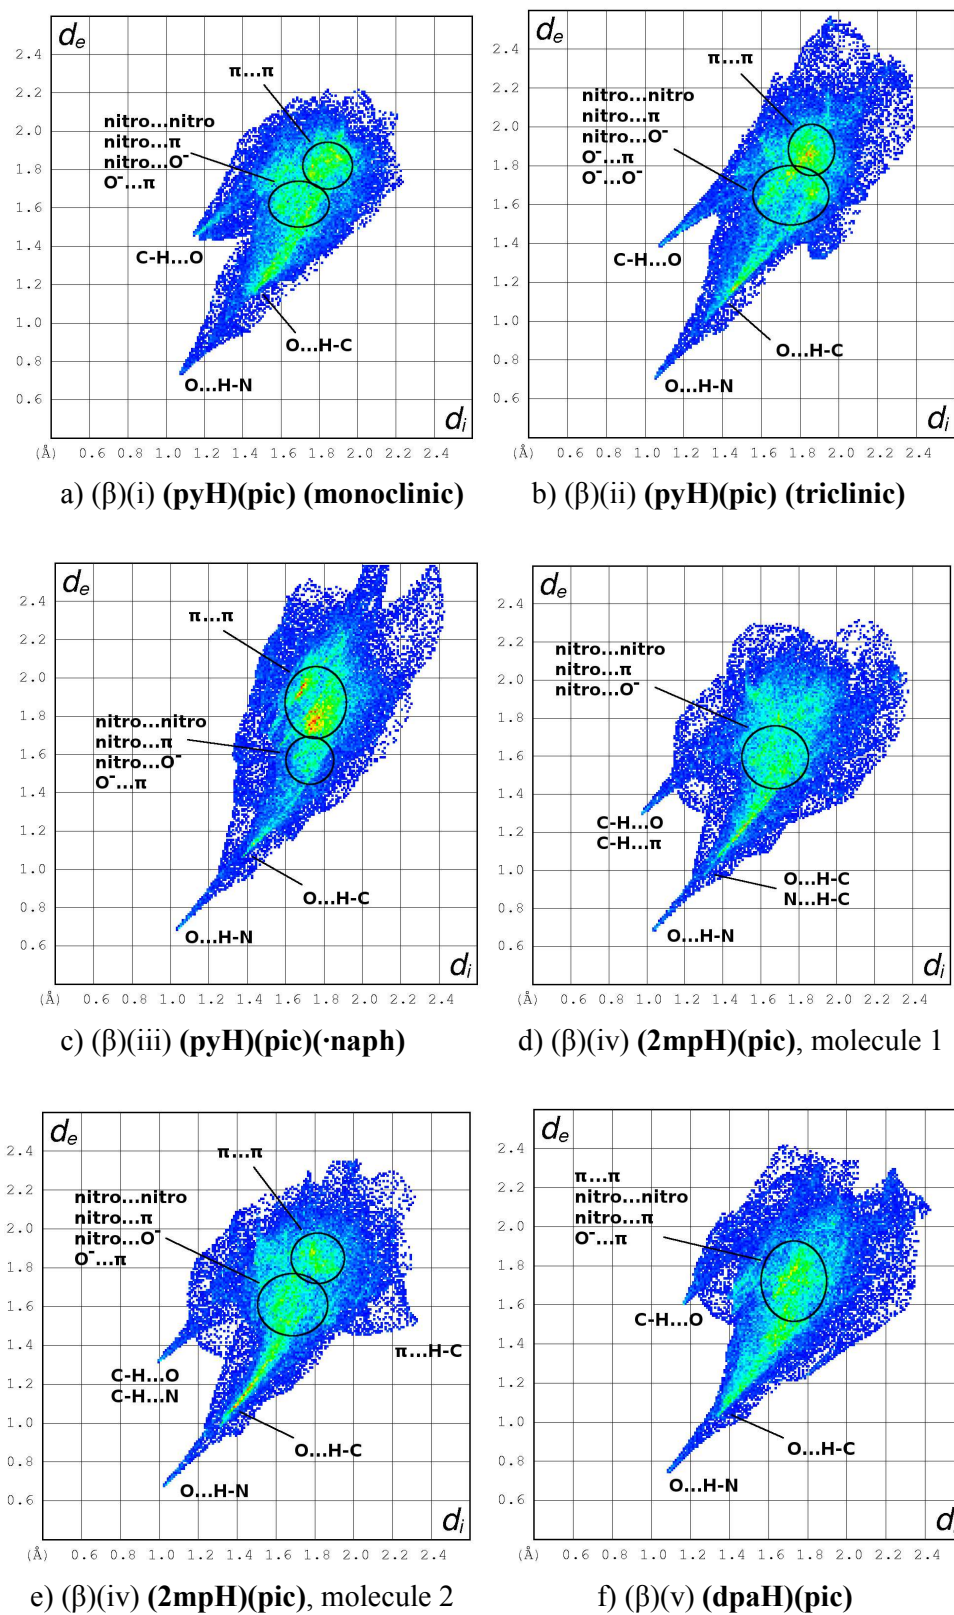 de
2.4
2.2
2.0
1.8
1.6
1.4
1.2
1.0
0.8
0.6
π...π
nitro...nitro
nitro...π
nitro...O⁻
O⁻...π
C-H...O
O...H-C
O...H-N
di
(Å) 0.6 0.8 1.0 1.2 1.4 1.6 1.8 2.0 2.2 2.4
a) (β)(i) (pyH)(pic) (monoclinic)
de
2.4
2.2
2.0
1.8
1.6
1.4
1.2
1.0
0.8
0.6
π...π
nitro...nitro
nitro...π
nitro...O⁻
O⁻...π
O⁻...O⁻
C-H...O
O...H-C
O...H-N
di
(Å) 0.6 0.8 1.0 1.2 1.4 1.6 1.8 2.0 2.2 2.4
b) (β)(ii) (pyH)(pic) (triclinic)
de
2.4
2.2
2.0
1.8
1.6
1.4
1.2
1.0
0.8
0.6
π...π
nitro...nitro
nitro...π
nitro...O⁻
O⁻...π
O...H-C
O...H-N
di
(Å) 0.6 0.8 1.0 1.2 1.4 1.6 1.8 2.0 2.2 2.4
c) (β)(iii) (pyH)(pic)(·naph)
de
2.4
2.2
2.0
1.8
1.6
1.4
1.2
1.0
0.8
0.6
nitro...nitro
nitro...π
nitro...O⁻
C-H...O
C-H...π
O...H-C
N...H-C
O...H-N
di
(Å) 0.6 0.8 1.0 1.2 1.4 1.6 1.8 2.0 2.2 2.4
d) (β)(iv) (2mpH)(pic), molecule 1
de
2.4
2.2
2.0
1.8
1.6
1.4
1.2
1.0
0.8
0.6
π...π
nitro...nitro
nitro...π
nitro...O⁻
O⁻...π
π...H-C
C-H...O
C-H...N
O...H-C
O...H-N
di
(Å) 0.6 0.8 1.0 1.2 1.4 1.6 1.8 2.0 2.2 2.4
e) (β)(iv) (2mpH)(pic), molecule 2
de
2.4
2.2
2.0
1.8
1.6
1.4
1.2
1.0
0.8
0.6
π...π
nitro...nitro
nitro...π
O⁻...π
C-H...O
O...H-C
O...H-N
d
(Å) 0.6 0.8 1.0 1.2 1.4 1.6 1.8 2.0 2.2 2.4
f) (β)(v) (dpaH)(pic)